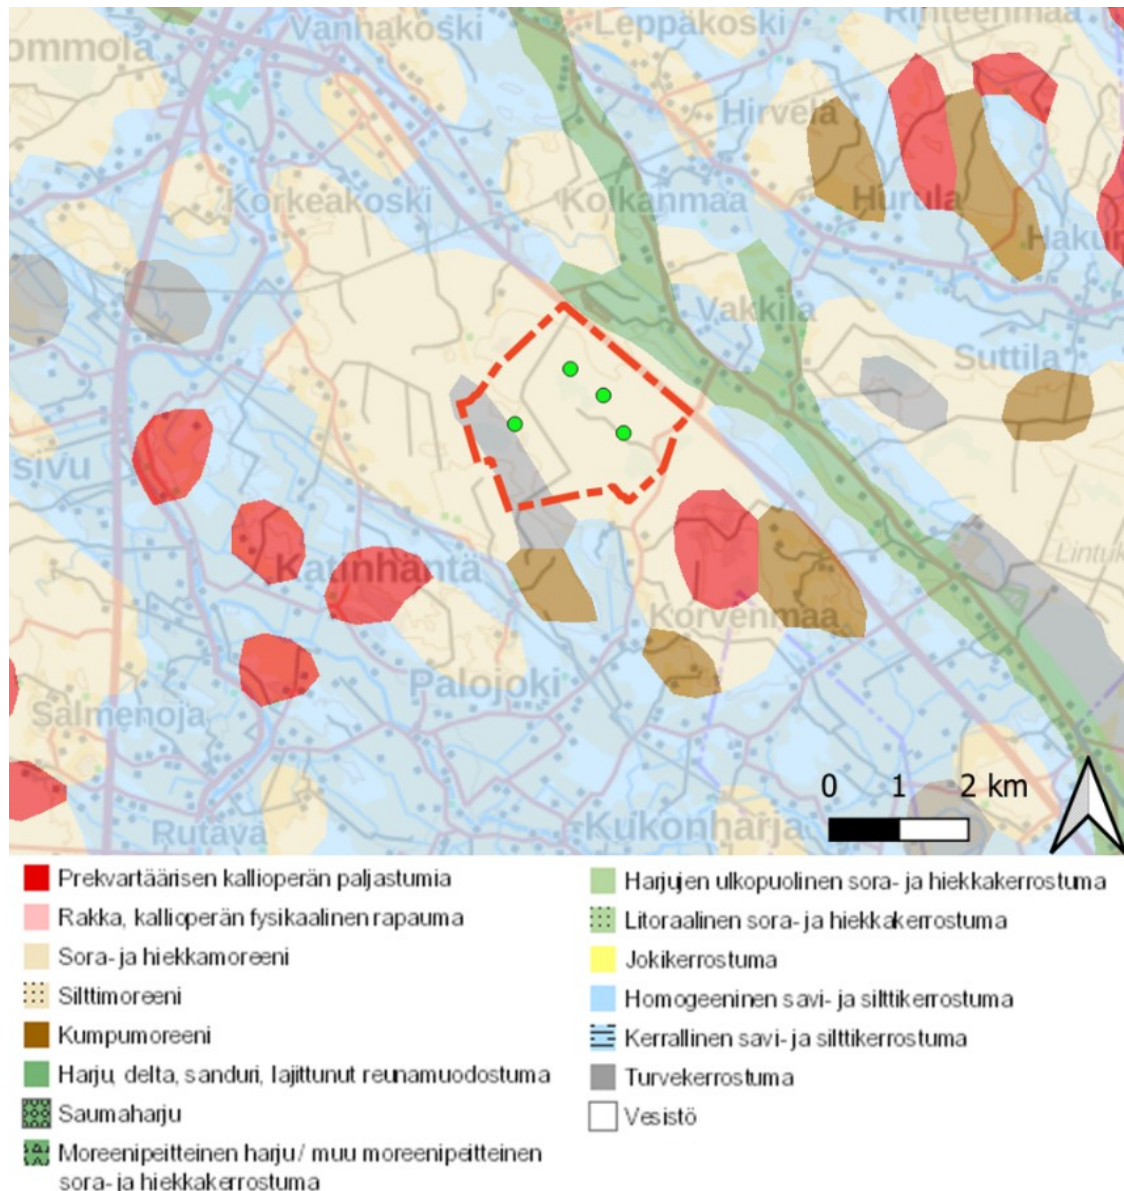 ommola
Vanhakoski
Leppäkoski
Rinteenmaa
Hirvelä
Korkeakoski
Kolkanmaa
Hurula
Hakur
Vakkila
Suttila
sivu
Katinhäntä
Lintuk
Korvenmaa
Palojoki
Salmenoja
0 1 2 km
Rutava
Kukonharja
Prekvartäärisen kallioperän paljastumia
Rakka, kallioperän fysikaalinen rapauma
Sora- ja hiekkamoreeni
Silttimoreeni
Kumpumoreeni
Harju, delta, sanduri, lajittunut reunamuodostuma
Saumaharju
Moreenipeitteinen harju / muu moreenipeitteinen
sora- ja hiekkakerrostuma
Harjujen ulkopuolinen sora- ja hiekkakerrostuma
Litoraalinen sora- ja hiekkakerrostuma
Jokikerrostuma
Homogeeninen savi- ja silttikerrostuma
Kerrallinen savi- ja silttikerrostuma
Turvekerrostuma
Vesistö